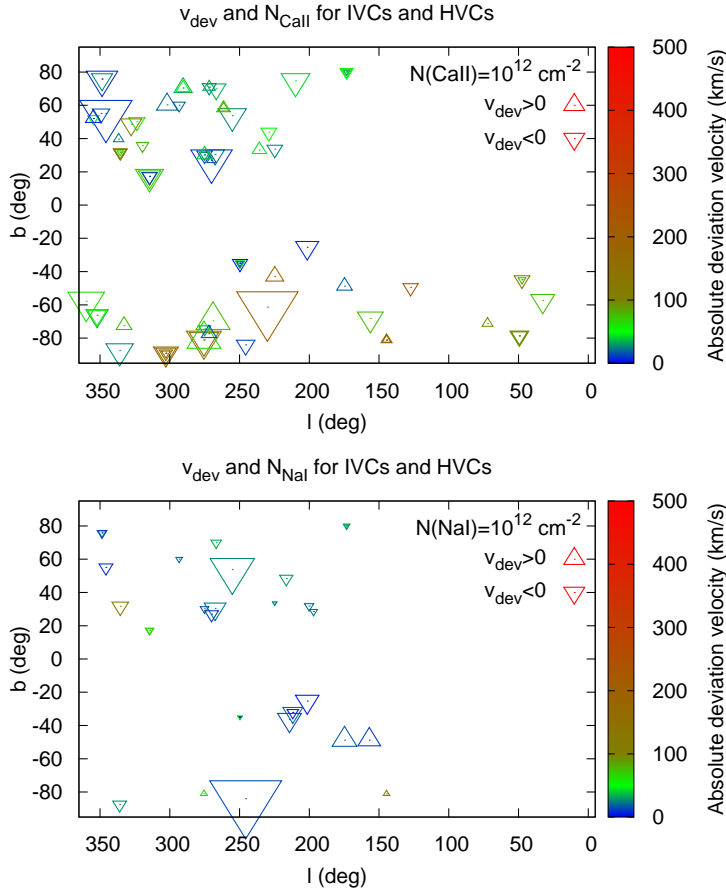 v_dev and N_CaII for IVCs and HVCs
N(CaII)=10^12 cm^-2
v_dev>0
v_dev<0
80
60
40
20
0
-20
-40
-60
-80
b (deg)
350 300 250 200 150 100 50 0
l (deg)
500
400
300
200
100
0
Absolute deviation velocity (km/s)
v_dev and N_NaI for IVCs and HVCs
N(NaI)=10^12 cm^-2
v_dev>0
v_dev<0
80
60
40
20
0
-20
-40
-60
-80
b (deg)
350 300 250 200 150 100 50 0
l (deg)
500
400
300
200
100
0
Absolute deviation velocity (km/s)